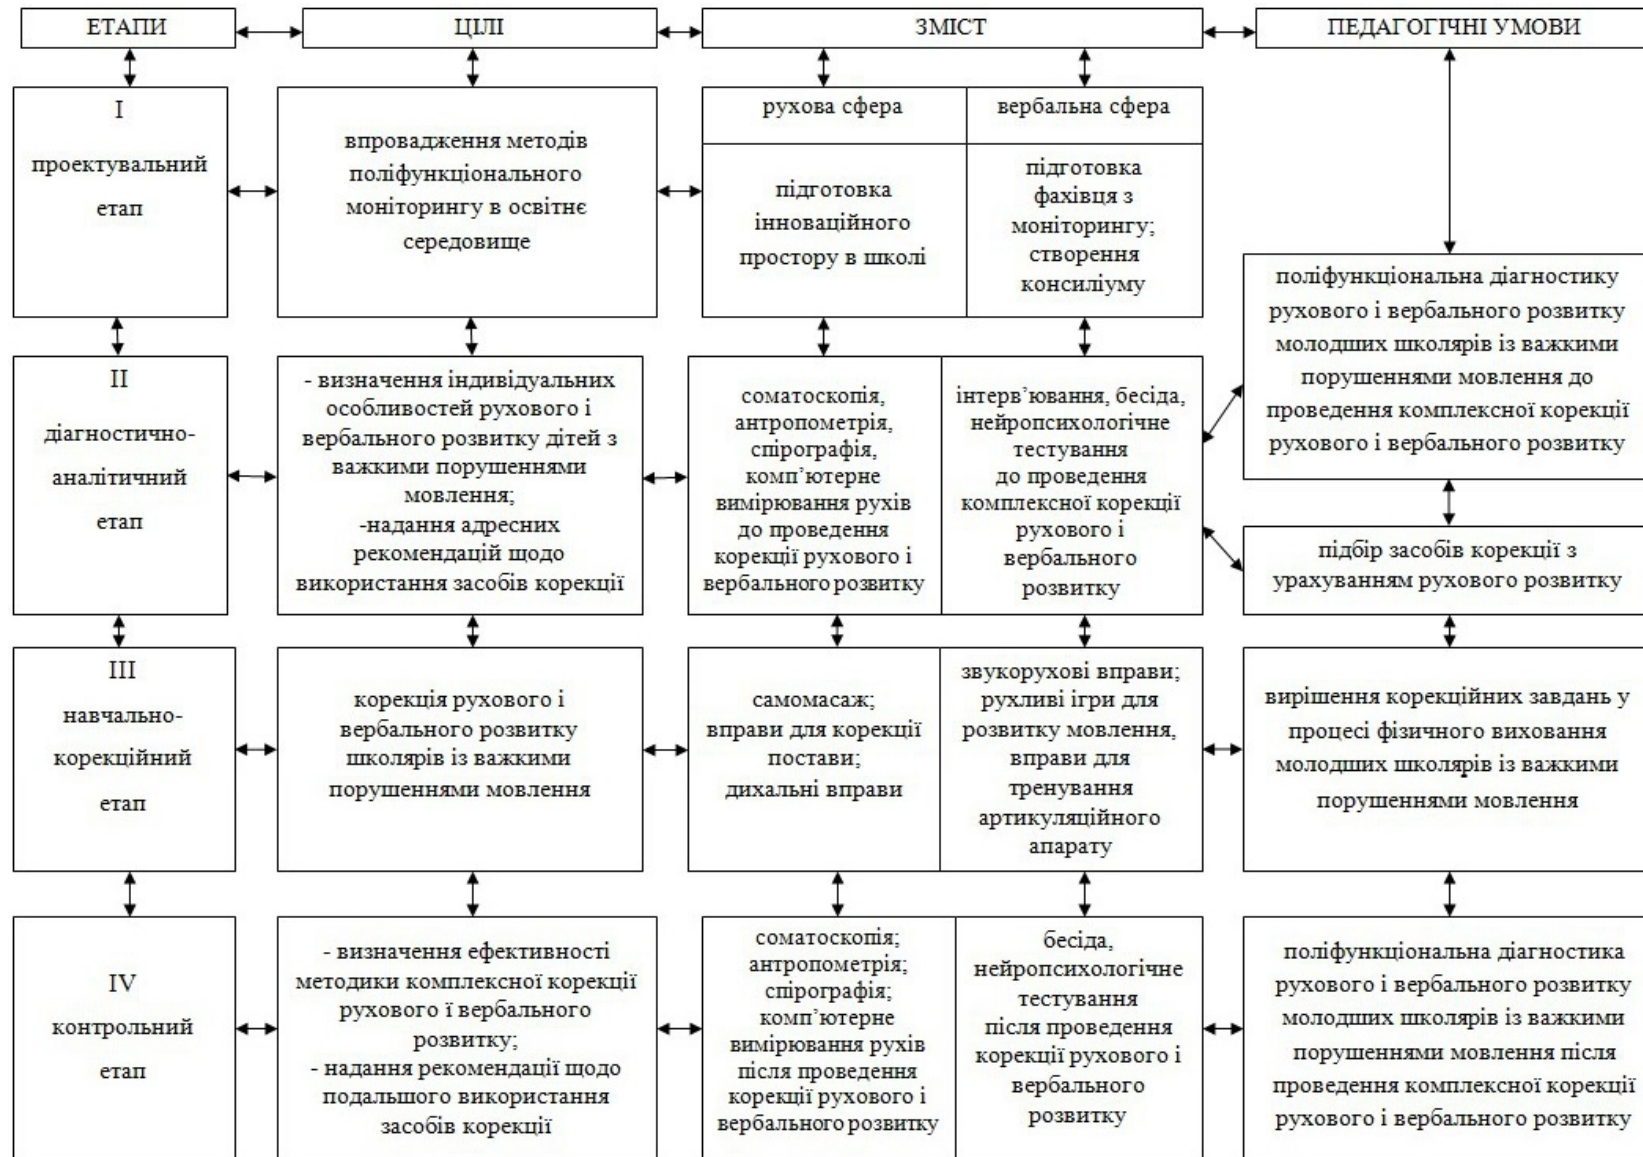 ЕТАПИ
ЦІЛІ
ЗМІСТ
ПЕДАГОГІЧНІ УМОВИ
I
проектувальний
етап
впровадження методів
поліфункціонального
моніторингу в освітнє
середовище
рухова сфера
вербальна сфера
підготовка
інноваційного
простору в школі
підготовка
фахівця з
моніторингу;
створення
консиліуму
поліфункціональна діагностику
рухового і вербального розвитку
молодших школярів із важкими
порушеннями мовлення до
проведення комплексної корекції
рухового і вербального розвитку
II
діагностично-
аналітичний
етап
- визначення індивідуальних
особливостей рухового і
вербального розвитку дітей з
важкими порушеннями
мовлення;
-надання адресних
рекомендацій щодо
використання засобів корекції
соматоскопія,
антропометрія,
спірографія,
комп’ютерне
вимірювання рухів
до проведення
корекції рухового і
вербального розвитку
інтерв’ювання, бесіда,
нейропсихологічне
тестування
до проведення
комплексної корекції
рухового і
вербального
розвитку
підбір засобів корекції з
урахуванням рухового розвитку
III
навчально-
корекційний
етап
корекція рухового і
вербального розвитку
школярів із важкими
порушеннями мовлення
самомасаж;
вправи для корекції
постави;
дихальні вправи
звукорухові вправи;
рухливі ігри для
розвитку мовлення,
вправи для
тренування
артикуляційного
апарату
вирішення корекційних завдань у
процесі фізичного виховання
молодших школярів із важкими
порушеннями мовлення
IV
контрольний
етап
- визначення ефективності
методики комплексної корекції
рухового ї вербального
розвитку;
- надання рекомендації щодо
подальшого використання
засобів корекції
соматоскопія;
антропометрія;
спірографія;
комп’ютерне
вимірювання рухів
після проведення
корекції рухового і
вербального розвитку
бесіда,
нейропсихологічне
тестування
після проведення
корекції рухового і
вербального
розвитку
поліфункціональна діагностика
рухового і вербального розвитку
молодших школярів із важкими
порушеннями мовлення після
проведення комплексної корекції
рухового і вербального розвитку